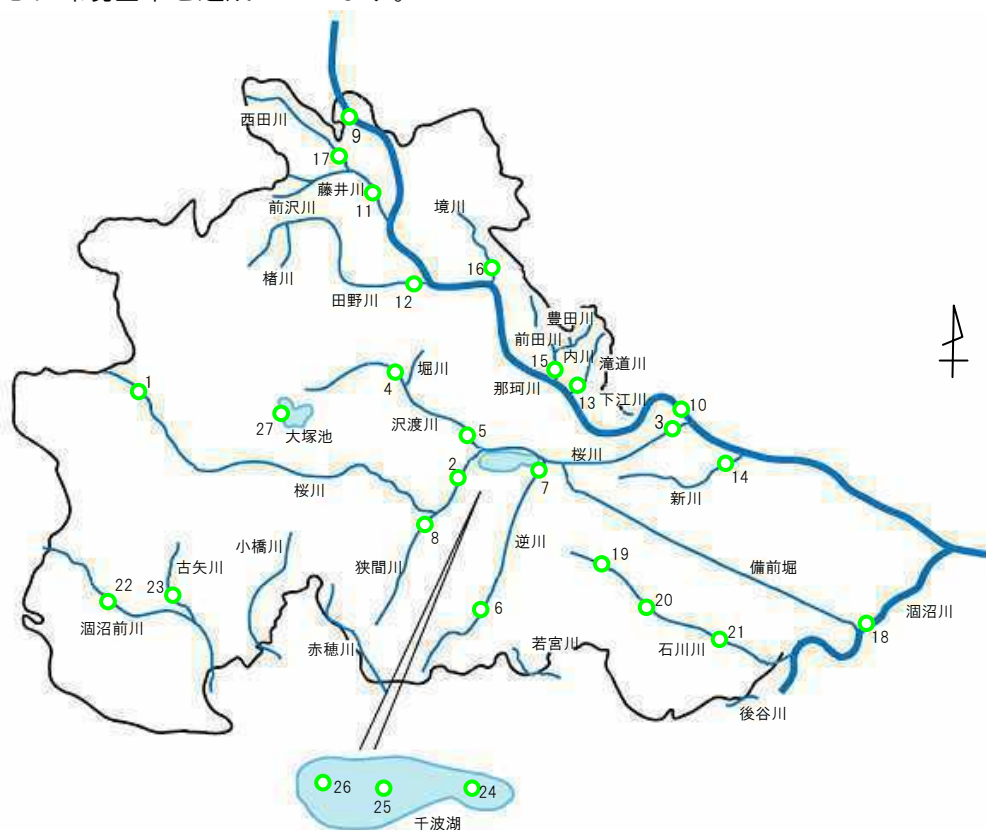 西田川
9
17
藤井川
前沢川
11
境川
楮川
16
田野川
12
豊田川
前田川
15
内川
滝道川
那珂川
13
下江川
1
4
堀川
27
大塚池
沢渡川
5
10
3
桜川
2
7
14
新川
桜川
8
小橋川
狭間川
逆川
19
備前堀
古矢川
22
23
涸沼前川
6
20
涸沼川
18
赤穂川
若宮川
21
石川川
後谷川
26
25
24
千波湖